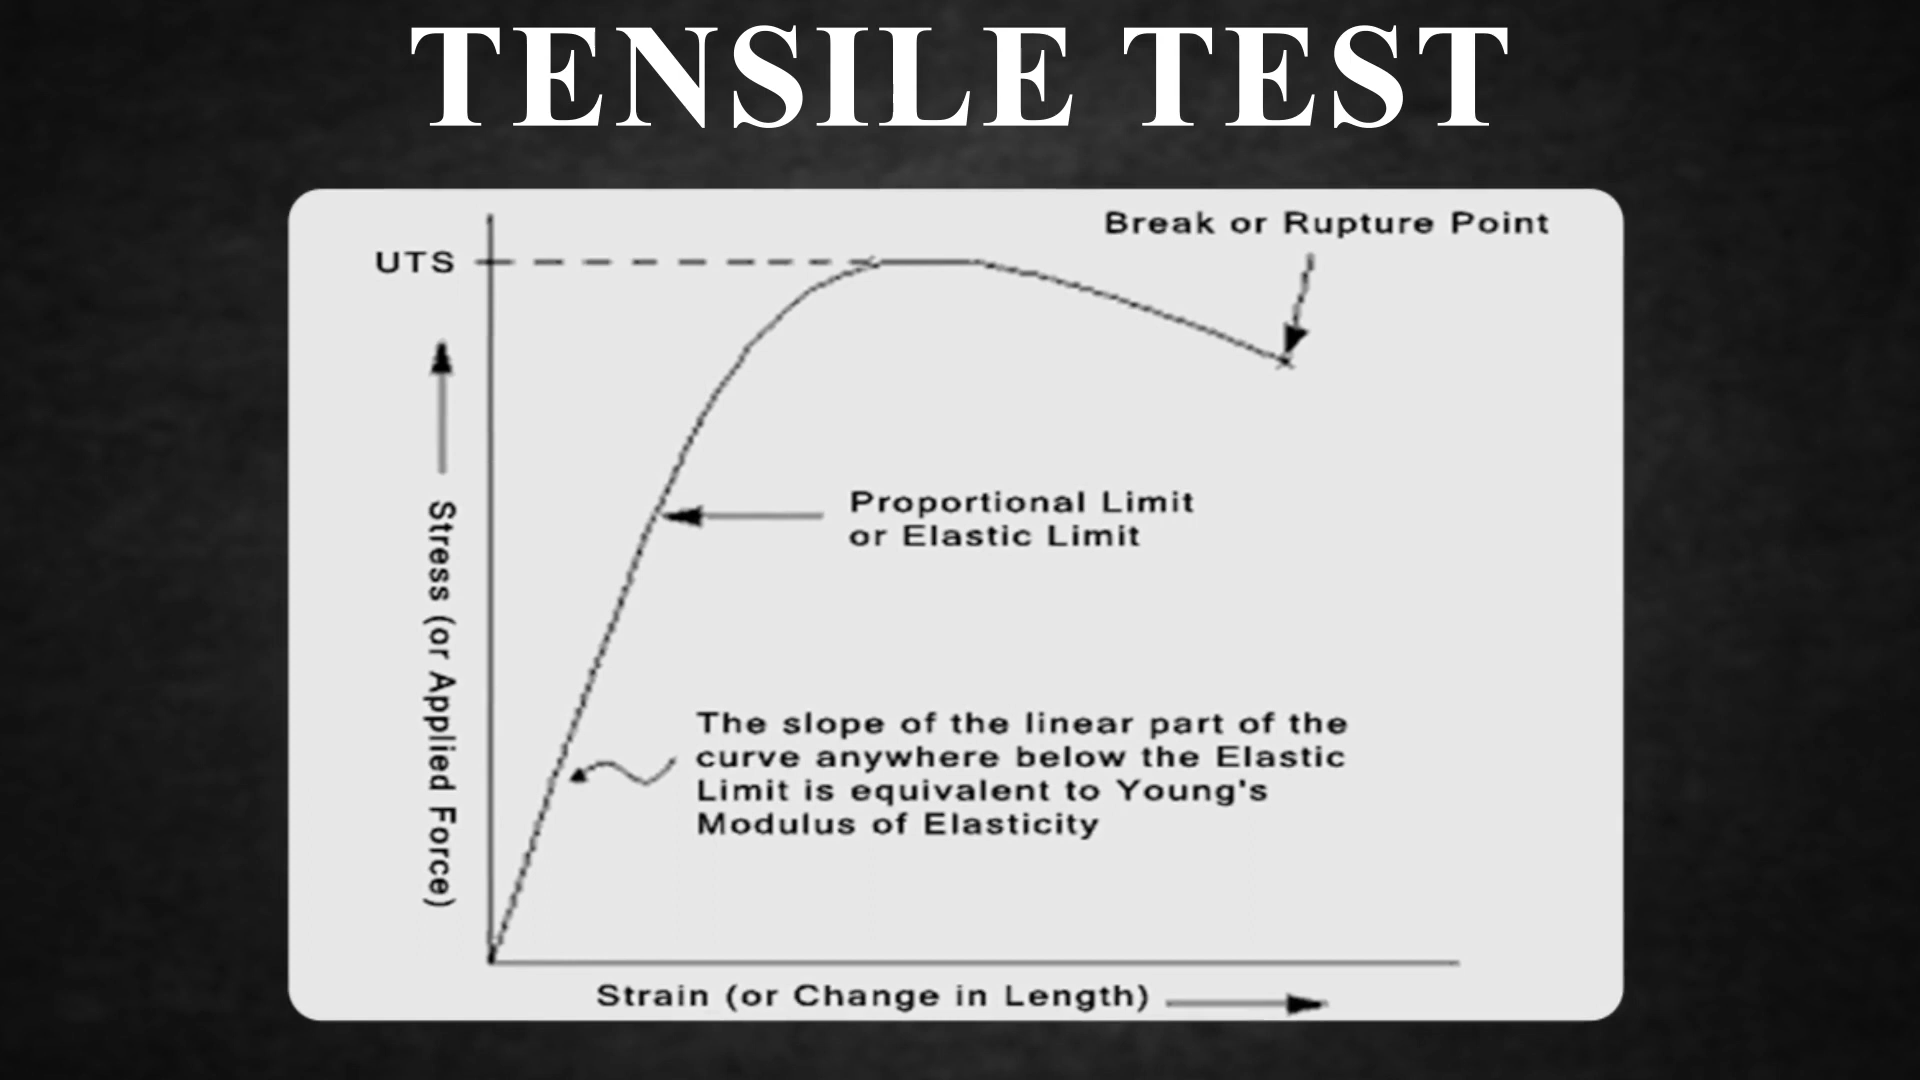 TENSILE TEST
Break or Rupture Point
UTS
Proportional Limit
or Elastic Limit
Stress (or Applied Force)
The slope of the linear part of the
curve anywhere below the Elastic
Limit is equivalent to Young's
Modulus of Elasticity
Strain (or Change in Length)